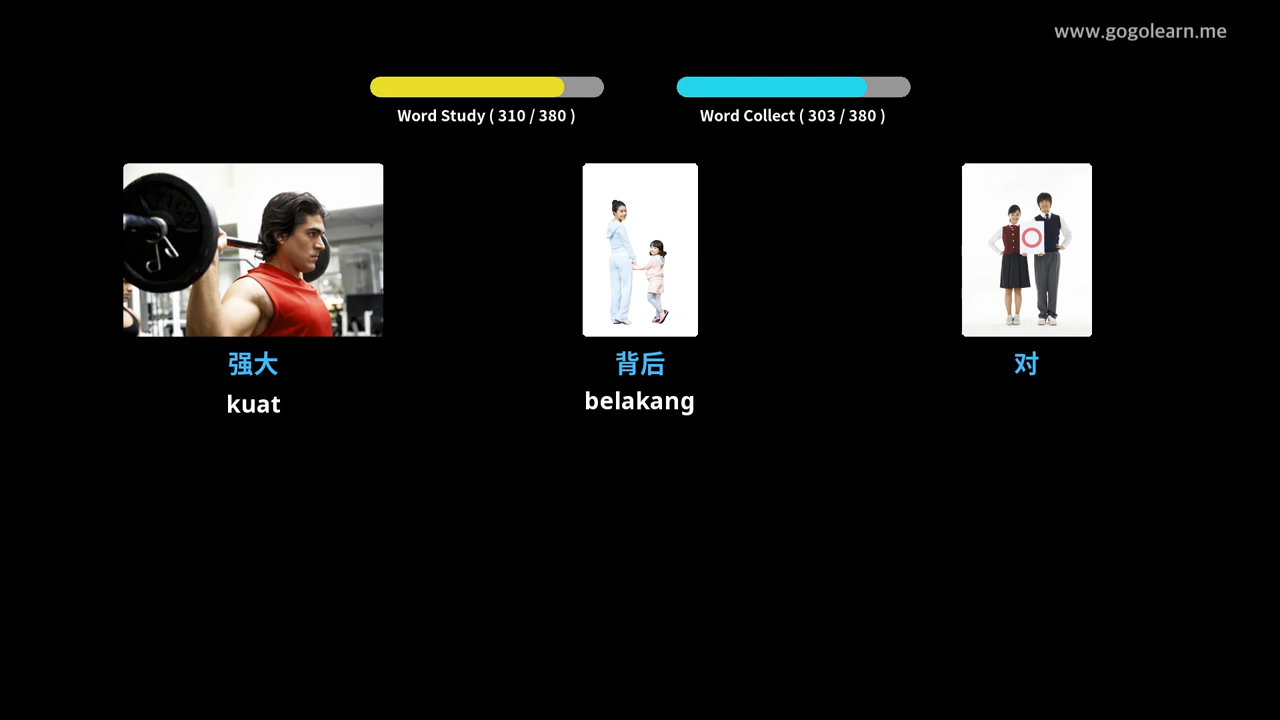 www.gogolearn.me
Word Study ( 310 / 380 )
Word Collect ( 303 / 380 )
强大
背后
对
kuat
belakang